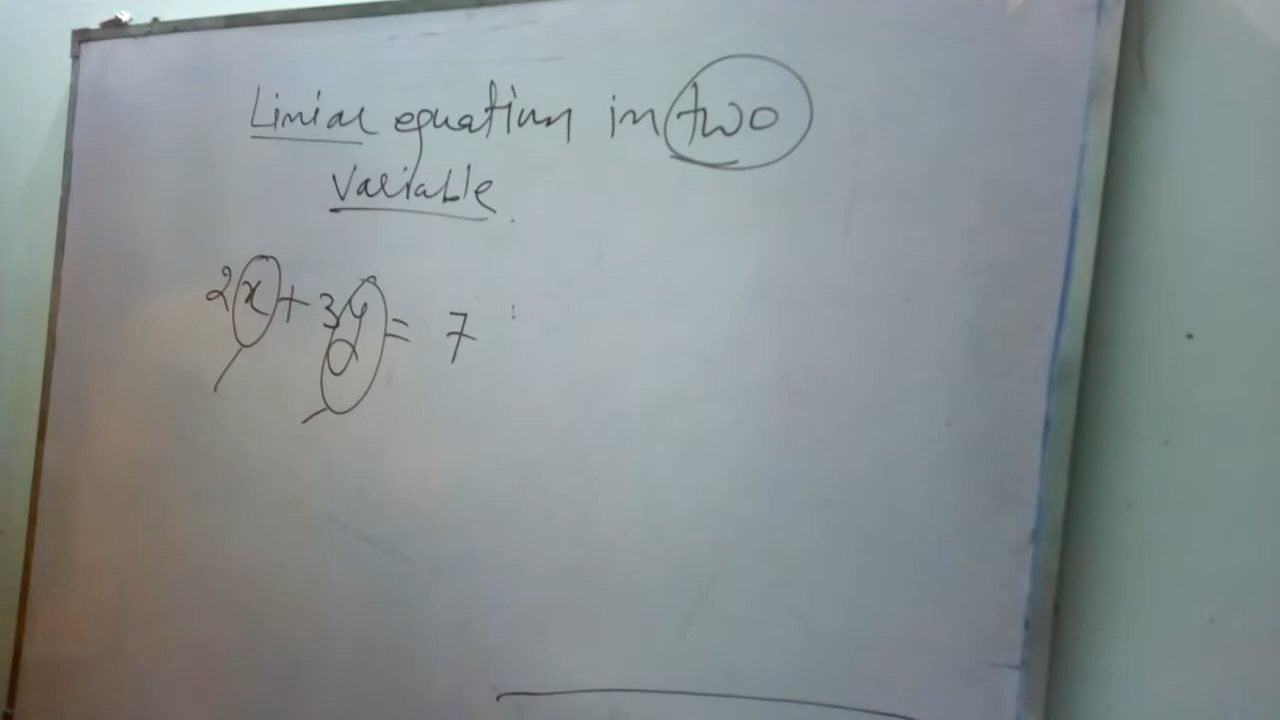 Liniar equation in two
variable.
2x + 3y = 7